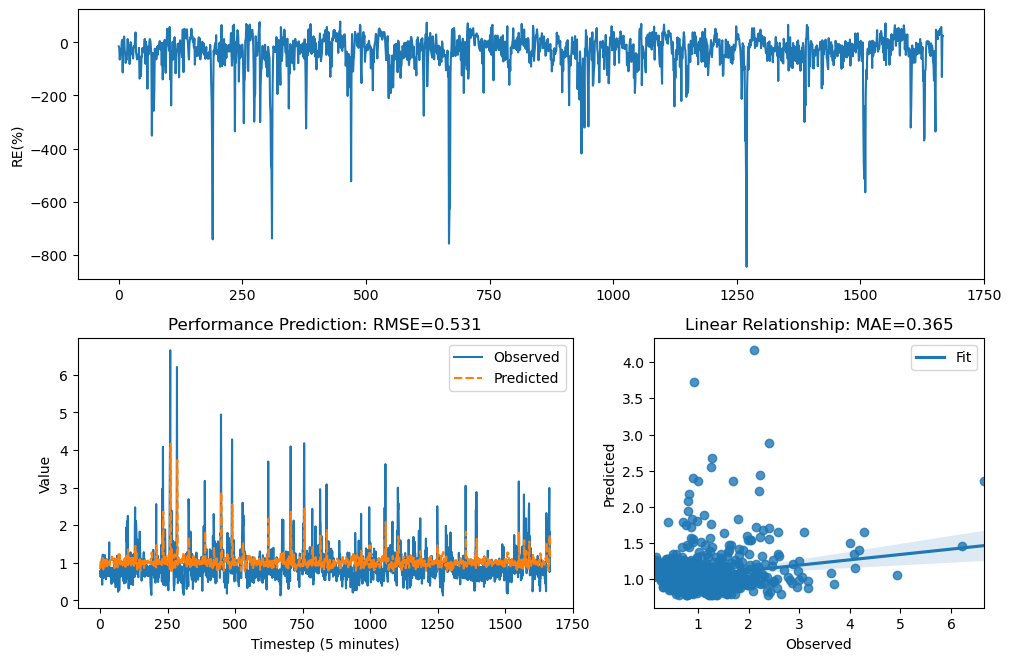 0
−200
−400
−600
−800
RE(%)
0 250 500 750 1000 1250 1500 1750
Performance Prediction: RMSE=0.531
Observed
Predicted
6
5
4
3
2
1
0
Value
0 250 500 750 1000 1250 1500 1750
Timestep (5 minutes)
Linear Relationship: MAE=0.365
Fit
4.0
3.5
3.0
2.5
2.0
1.5
1.0
Predicted
1 2 3 4 5 6
Observed